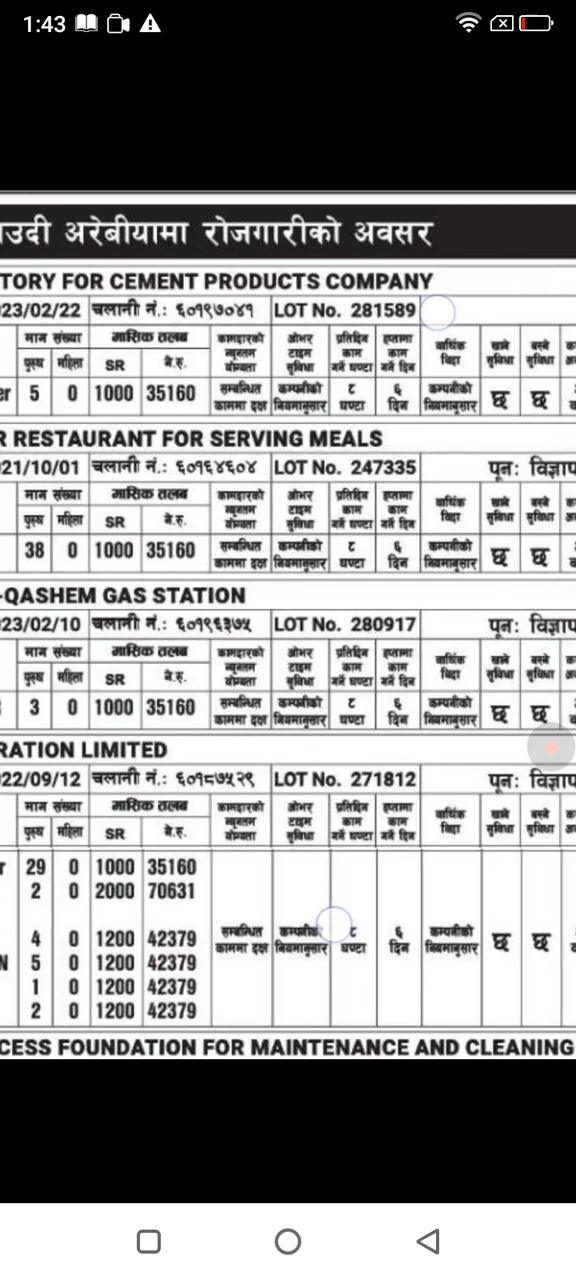 1:43
ाउदी अरेबीयामा रोजगारीको अवसर
TORY FOR CEMENT PRODUCTS COMPANY
23/02/22 चलानी नं.: ६०१९७०४१ LOT No. 281589
माग संख्या मासिक तलब कामदारको न्यूनतम योग्यता ओभर टाइम सुविधा प्रतिदिन काम गर्ने घण्टा हप्तामा काम गर्ने दिन वार्षिक विदा खाने सुविधा बस्ने सुविधा
पुरुष महिला SR ने.रु.
er 5 0 1000 35160 सम्बन्धित काममा दक्ष कम्पनीको नियमानुसार ८ घण्टा ६ दिन कम्पनीको नियमानुसार छ छ
R RESTAURANT FOR SERVING MEALS
21/10/01 चलानी नं.: ६०१६४६०४ LOT No. 247335 पून: विज्ञाप
माग संख्या मासिक तलब कामदारको न्यूनतम योग्यता ओभर टाइम सुविधा प्रतिदिन काम गर्ने घण्टा हप्तामा काम गर्ने दिन वार्षिक विदा खाने सुविधा बस्ने सुविधा
पुरुष महिला SR ने.रु.
38 0 1000 35160 सम्बन्धित काममा दक्ष कम्पनीको नियमानुसार ८ घण्टा ६ दिन कम्पनीको नियमानुसार छ छ
-QASHEM GAS STATION
23/02/10 चलानी नं.: ६०१९६३७५ LOT No. 280917 पून: विज्ञाप
माग संख्या मासिक तलब कामदारको न्यूनतम योग्यता ओभर टाइम सुविधा प्रतिदिन काम गर्ने घण्टा हप्तामा काम गर्ने दिन वार्षिक विदा खाने सुविधा बस्ने सुविधा
पुरुष महिला SR ने.रु.
3 0 1000 35160 सम्बन्धित काममा दक्ष कम्पनीको नियमानुसार ८ घण्टा ६ दिन कम्पनीको नियमानुसार छ छ
RATION LIMITED
22/09/12 चलानी नं.: ६०१८७५२९ LOT No. 271812 पून: विज्ञाप
माग संख्या मासिक तलब कामदारको न्यूनतम योग्यता ओभर टाइम सुविधा प्रतिदिन काम गर्ने घण्टा हप्तामा काम गर्ने दिन वार्षिक विदा खाने सुविधा बस्ने सुविधा
पुरुष महिला SR ने.रु.
r 29 0 1000 35160
2 0 2000 70631
4 0 1200 42379 सम्बन्धित काममा दक्ष कम्पनीको नियमानुसार ८ घण्टा ६ दिन कम्पनीको नियमानुसार छ छ
N 5 0 1200 42379
1 0 1200 42379
2 0 1200 42379
CESS FOUNDATION FOR MAINTENANCE AND CLEANING